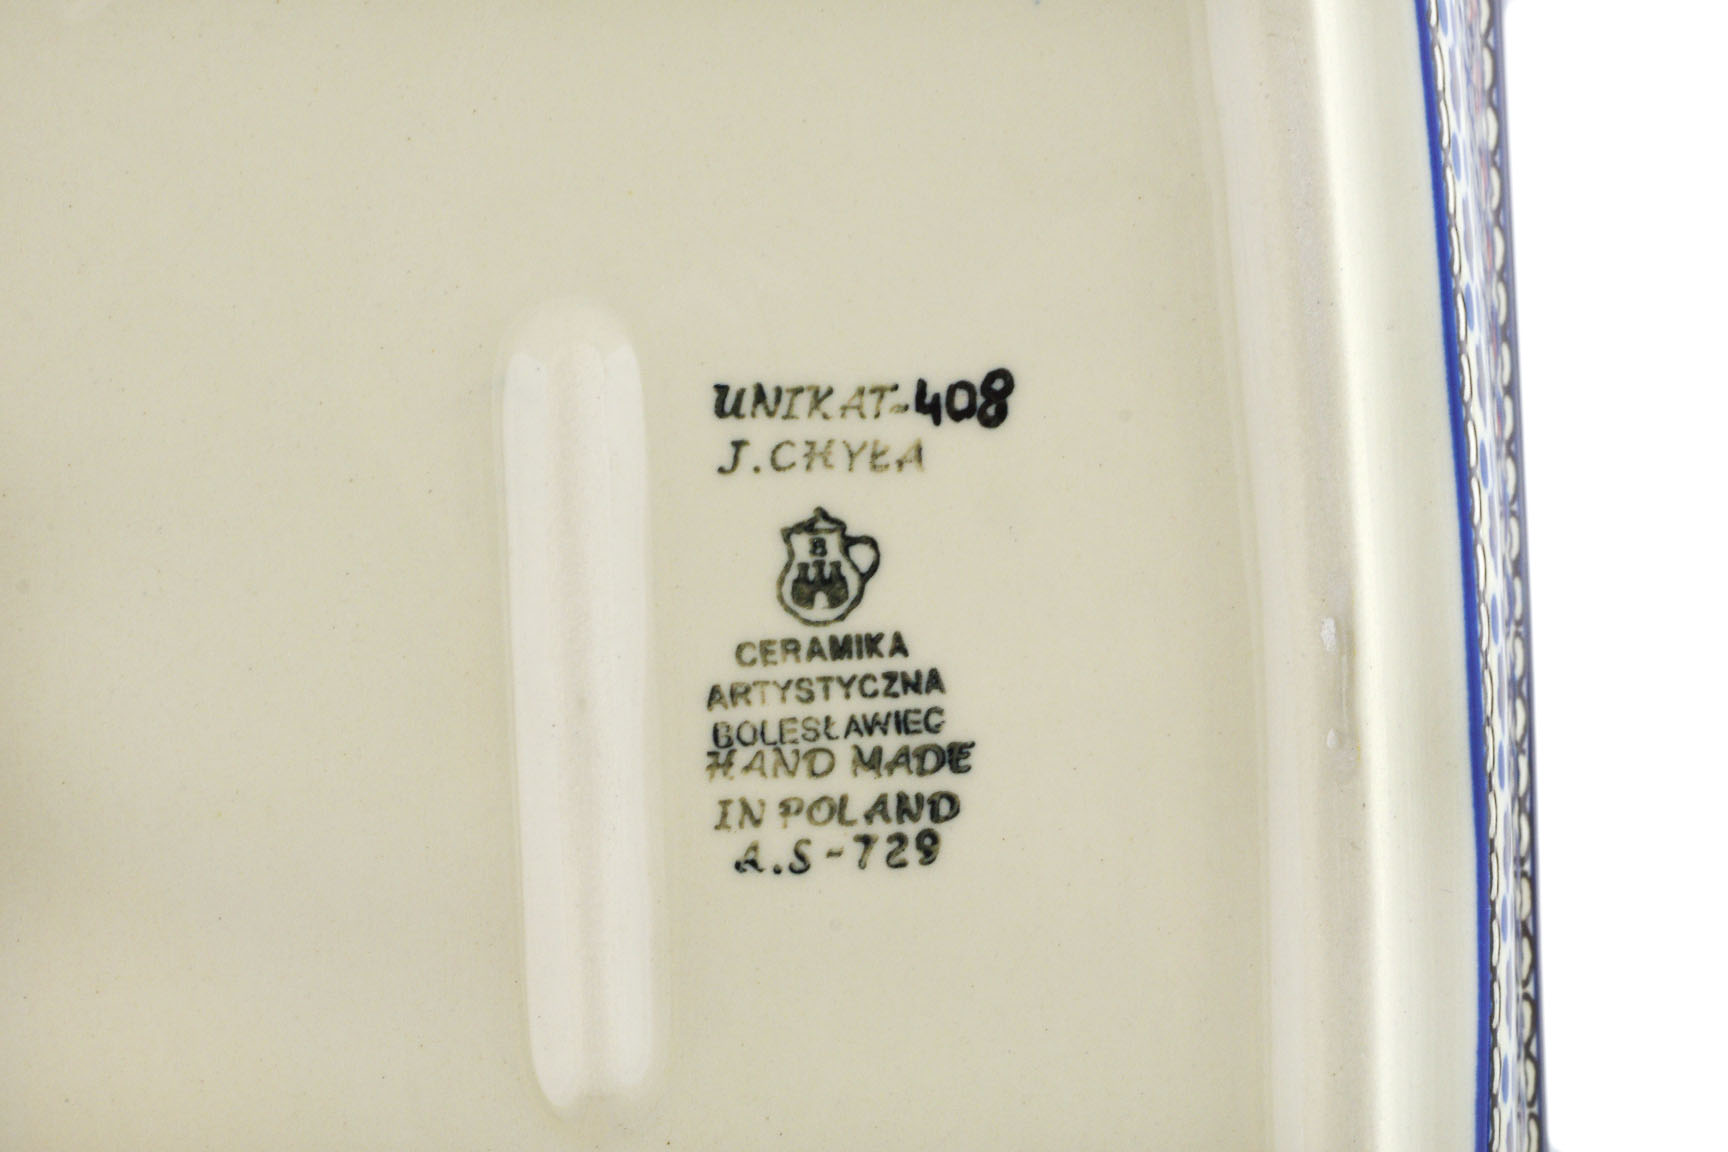 UNIKAT-408
J.CHYŁA
B
CERAMIKA
ARTYSTYCZNA
BOLESŁAWIEC
HAND MADE
IN POLAND
A.S-729